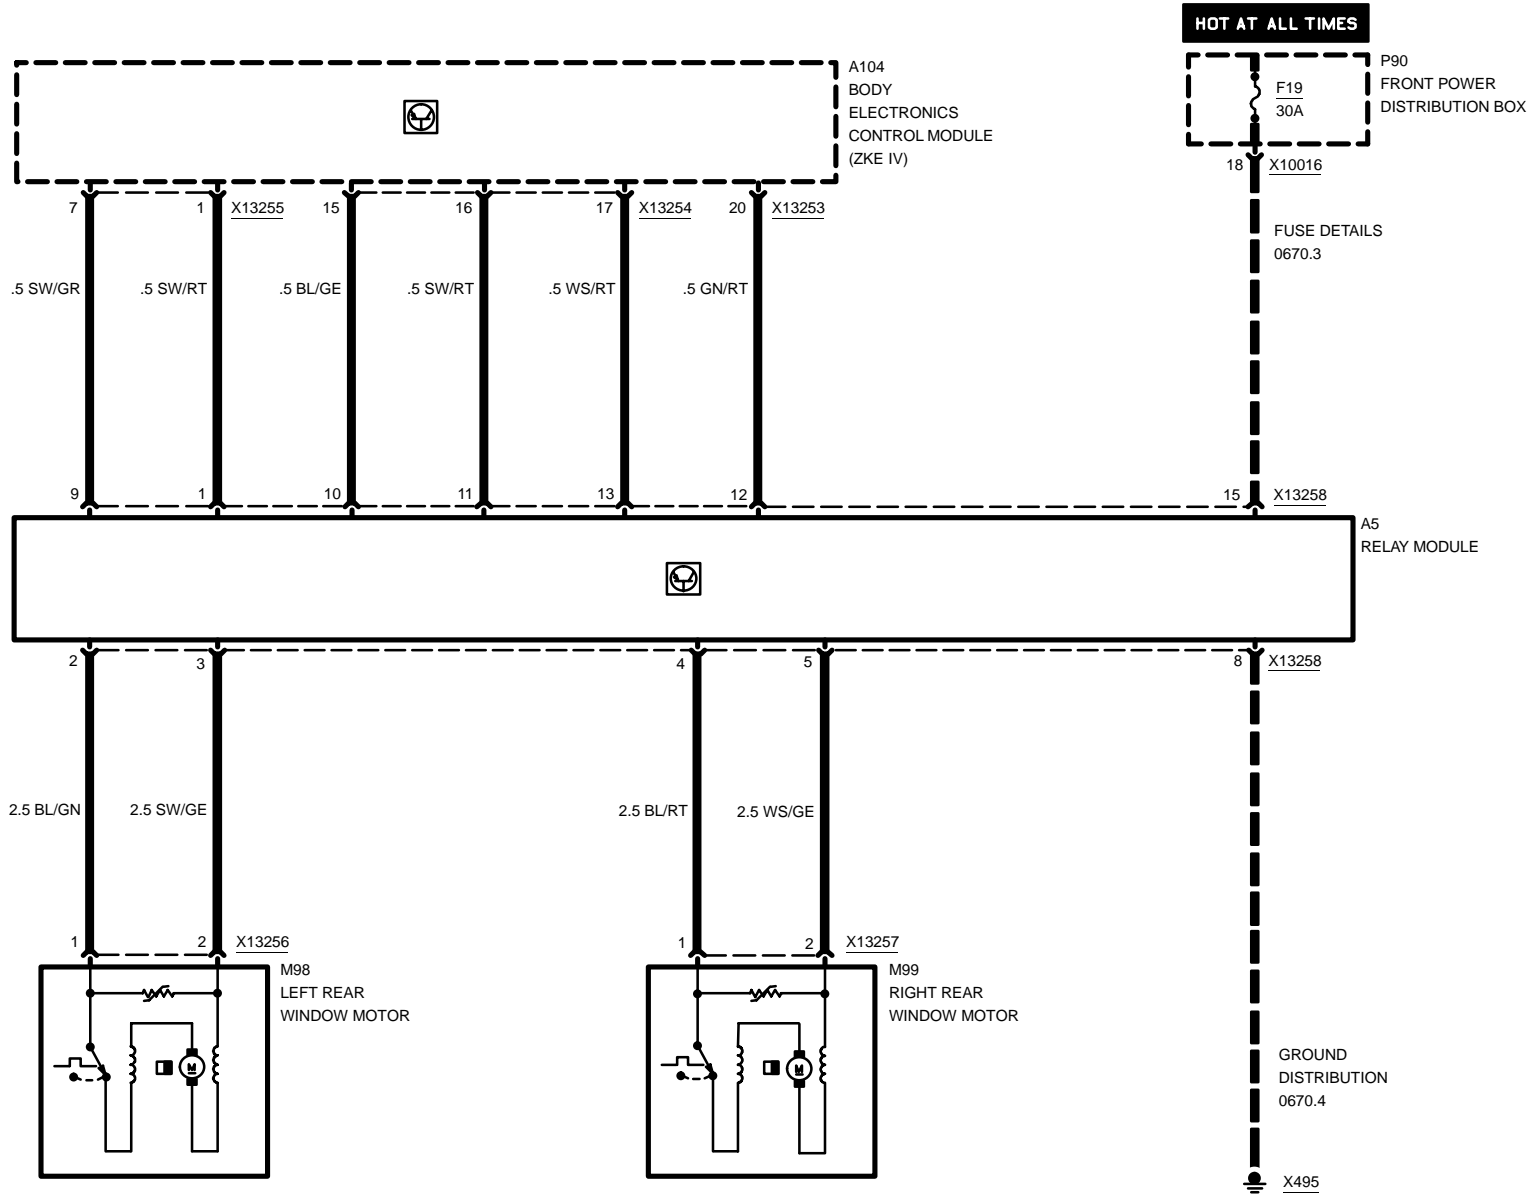 HOT AT ALL TIMES
P90
FRONT POWER
DISTRIBUTION BOX
F19
30A
18 X10016
FUSE DETAILS
0670.3
A104
BODY
ELECTRONICS
CONTROL MODULE
(ZKE IV)
7 1 X13255 15 16 17 X13254 20 X13253
.5 SW/GR .5 SW/RT .5 BL/GE .5 SW/RT .5 WS/RT .5 GN/RT
9 1 10 11 13 12 15 X13258
A5
RELAY MODULE
2 3 4 5 8 X13258
2.5 BL/GN 2.5 SW/GE 2.5 BL/RT 2.5 WS/GE
1 2 X13256 1 2 X13257
M98
LEFT REAR
WINDOW MOTOR
M
M99
RIGHT REAR
WINDOW MOTOR
M
GROUND
DISTRIBUTION
0670.4
X495